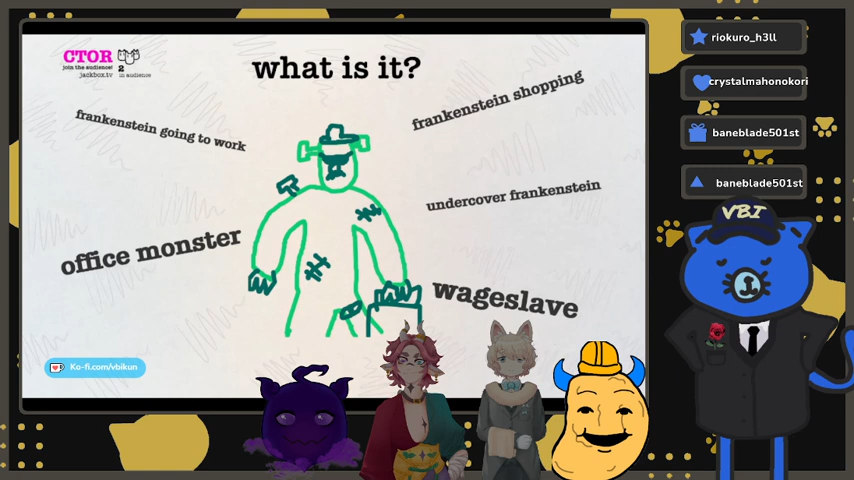 CTOR
join the audience!
jackbox.tv
2
in audience
what is it?
frankenstein going to work
frankenstein shopping
undercover frankenstein
office monster
wageslave
Ko-fi.com/vbikun
riokuro_h3ll
crystalmahonokori
baneblade501st
baneblade501st
VBI